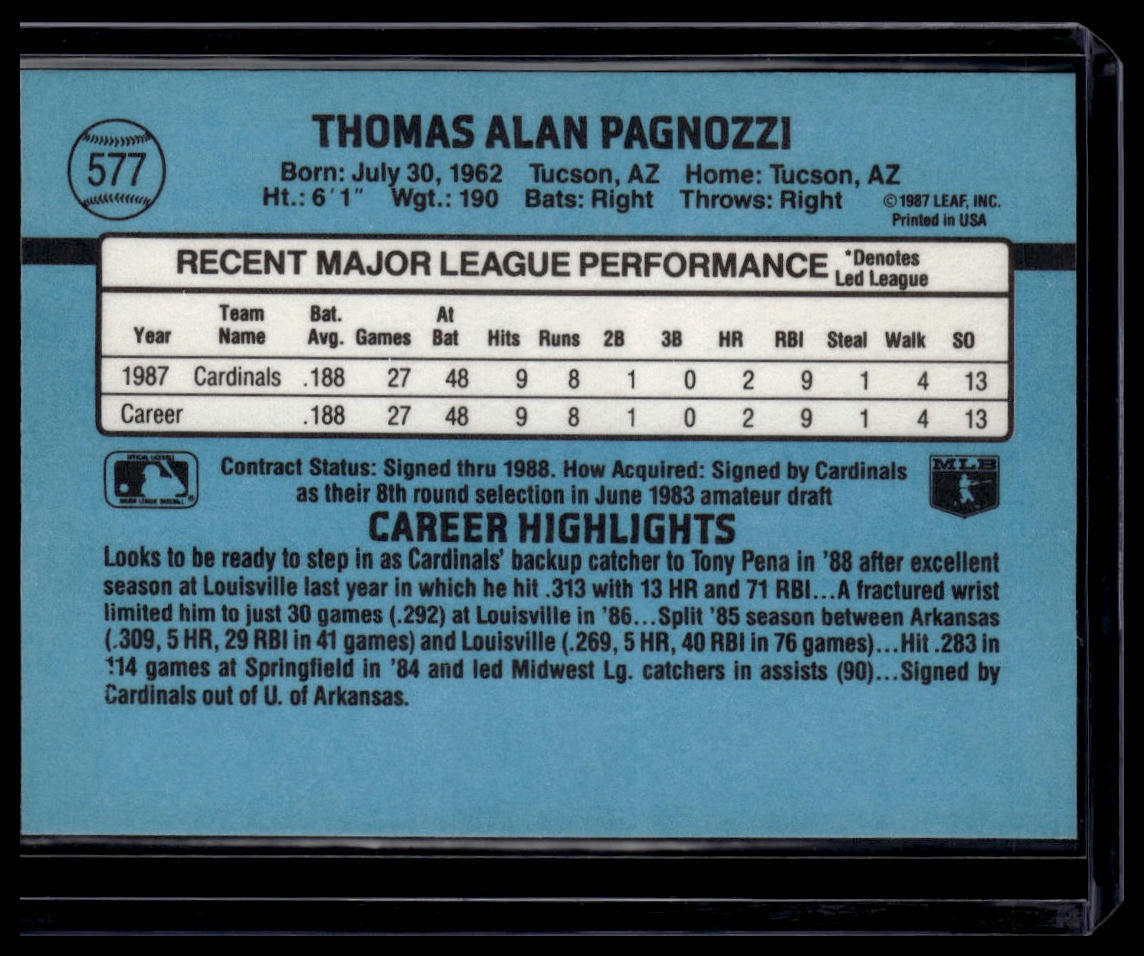 THOMAS ALAN PAGNOZZI
577
Born: July 30, 1962 Tucson, AZ Home: Tucson, AZ
Ht.: 6'1" Wgt.: 190 Bats: Right Throws: Right
©1987 LEAF, INC.
Printed in USA
RECENT MAJOR LEAGUE PERFORMANCE *Denotes
Led League
Year Team Name Bat. Avg. Games At Bat Hits Runs 2B 3B HR RBI Steal Walk SO
1987 Cardinals .188 27 48 9 8 1 0 2 9 1 4 13
Career .188 27 48 9 8 1 0 2 9 1 4 13
Contract Status: Signed thru 1988. How Acquired: Signed by Cardinals
as their 8th round selection in June 1983 amateur draft
MLB
CAREER HIGHLIGHTS
Looks to be ready to step in as Cardinals' backup catcher to Tony Pena in '88 after excellent
season at Louisville last year in which he hit .313 with 13 HR and 71 RBI...A fractured wrist
limited him to just 30 games (.292) at Louisville in '86...Split '85 season between Arkansas
(.309, 5 HR, 29 RBI in 41 games) and Louisville (.269, 5 HR, 40 RBI in 76 games)...Hit .283 in
114 games at Springfield in '84 and led Midwest Lg. catchers in assists (90)...Signed by
Cardinals out of U. of Arkansas.